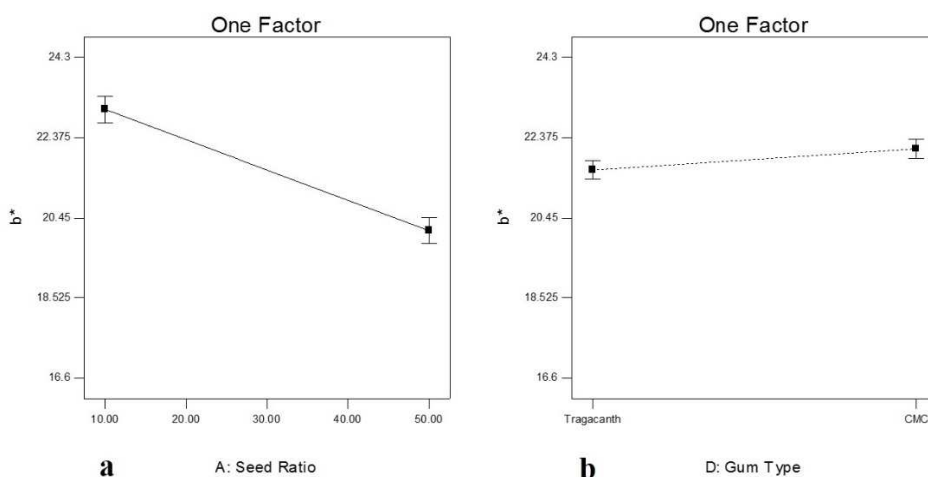 One Factor
24.3
22.375
20.45
18.525
16.6
b*
10.00 20.00 30.00 40.00 50.00
a A: Seed Ratio
One Factor
24.3
22.375
20.45
18.525
16.6
b*
Tragacanth CMC
b D: Gum Type